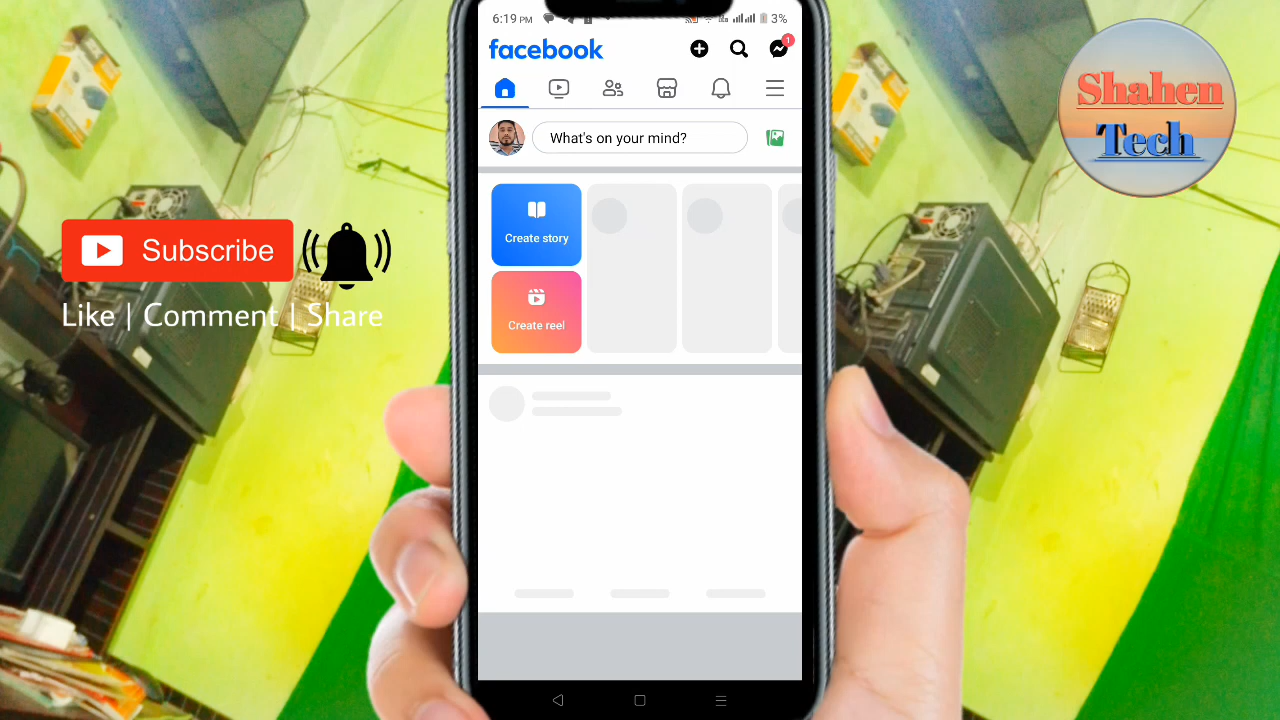 6:19 PM
3%
facebook
1
What's on your mind?
Create story
Create reel
Subscribe
Like | Comment | Share
Shahen
Tech